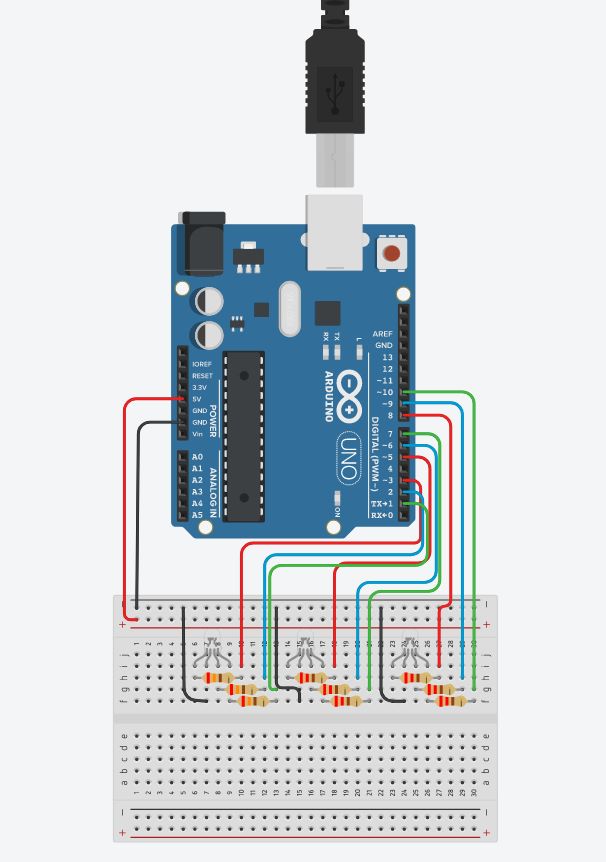 RX
TX
L
AREF
GND
13
12
~11
~10
~9
8
7
~6
~5
4
~3
2
TX→1
RX←0
DIGITAL (PWM~)
ARDUINO
UNO
ON
IOREF
RESET
3.3V
5V
GND
GND
Vin
POWER
A0
A1
A2
A3
A4
A5
ANALOG IN
- -
+ +
j j
i i
h h
g g
f f
e e
d d
c c
b b
a a
1 2 3 4 5 6 7 8 9 10 11 12 13 14 15 16 17 18 19 20 21 22 23 24 25 26 27 28 29 30
- -
+ +